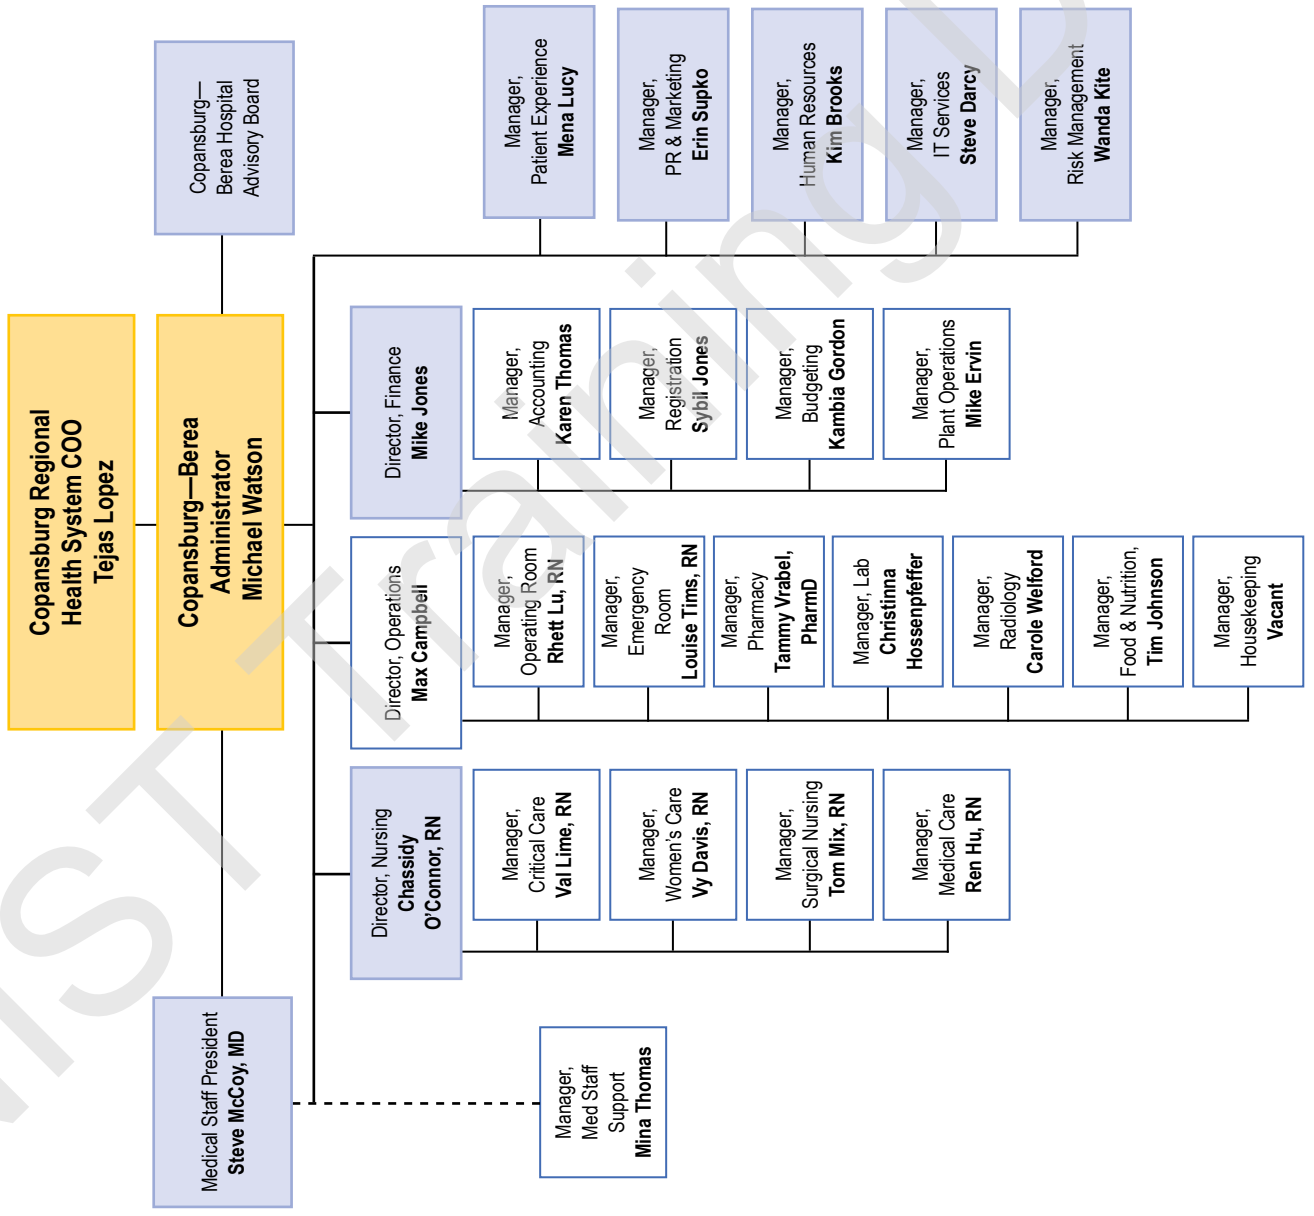 Copansburg Regional
Health System COO
Tejas Lopez
Copansburg—Berea
Administrator
Michael Watson
Medical Staff President
Steve McCoy, MD
Copansburg—
Berea Hospital
Advisory Board
Manager,
Med Staff
Support
Mina Thomas
Director, Nursing
Chassidy
O'Connor, RN
Manager,
Critical Care
Val Lime, RN
Manager,
Women's Care
Vy Davis, RN
Manager,
Surgical Nursing
Tom Mix, RN
Manager,
Medical Care
Ren Hu, RN
Director, Operations
Max Campbell
Manager,
Operating Room
Rhett Lu, RN
Manager,
Emergency
Room
Louise Tims, RN
Manager,
Pharmacy
Tammy Vrabel,
PharmD
Manager, Lab
Christinna
Hossenpfeffer
Manager,
Radiology
Carole Welford
Manager,
Food & Nutrition,
Tim Johnson
Manager,
Housekeeping
Vacant
Director, Finance
Mike Jones
Manager,
Accounting
Karen Thomas
Manager,
Registration
Sybil Jones
Manager,
Budgeting
Kambia Gordon
Manager,
Plant Operations
Mike Ervin
Manager,
Patient Experience
Mena Lucy
Manager,
PR & Marketing
Erin Supko
Manager,
Human Resources
Kim Brooks
Manager,
IT Services
Steve Darcy
Manager,
Risk Management
Wanda Kite
Training